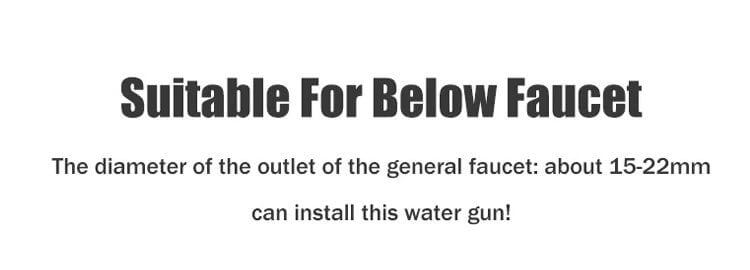 Suitable For Below Faucet
The diameter of the outlet of the general faucet: about 15-22mm
can install this water gun!